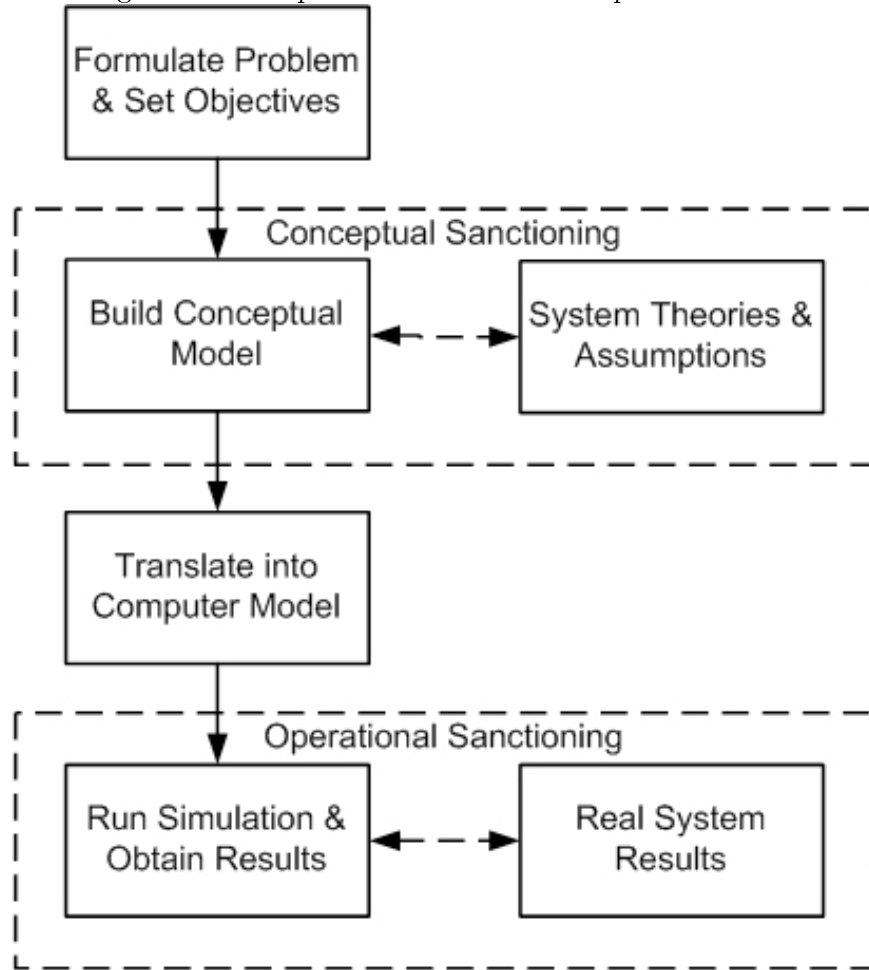 Formulate Problem
& Set Objectives
Conceptual Sanctioning
Build Conceptual
Model
System Theories &
Assumptions
Translate into
Computer Model
Operational Sanctioning
Run Simulation &
Obtain Results
Real System
Results